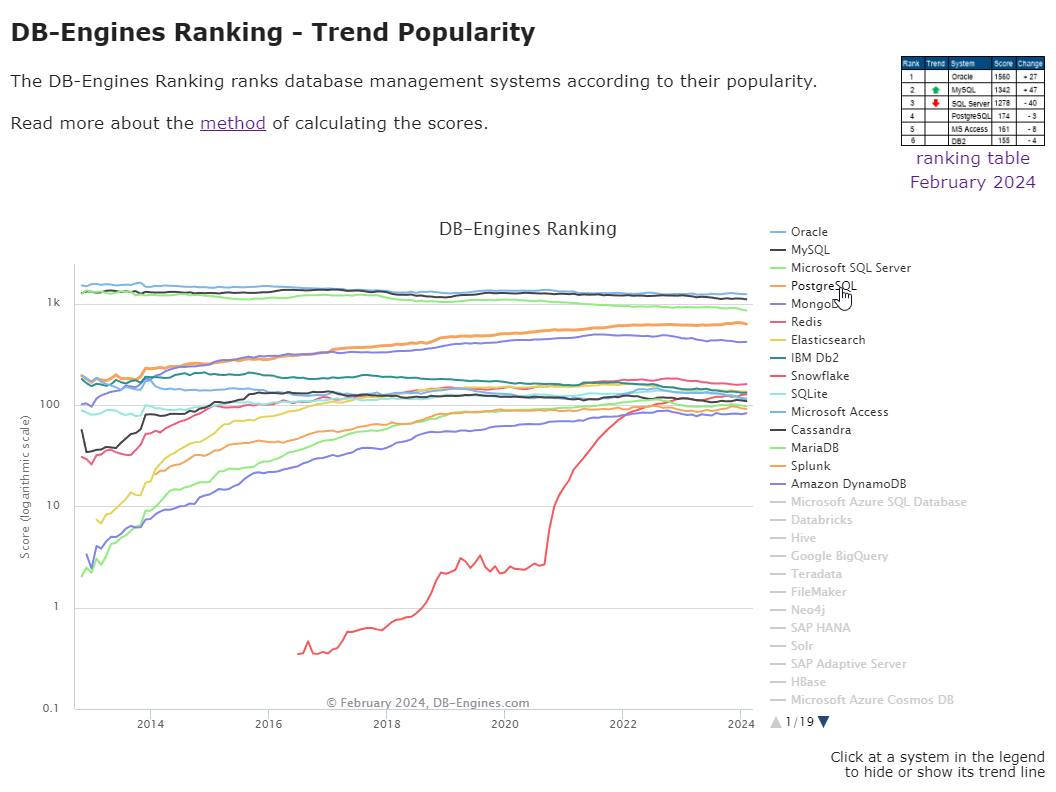 DB-Engines Ranking - Trend Popularity
The DB-Engines Ranking ranks database management systems according to their popularity.
Read more about the method of calculating the scores.
Rank Trend System Score Change
1 Oracle 1560 + 27
2 MySQL 1342 + 47
3 SQL Server 1278 - 40
4 PostgreSQL 174 - 3
5 MS Access 161 - 8
6 DB2 155 - 4
ranking table
February 2024
DB-Engines Ranking
Oracle
MySQL
Microsoft SQL Server
PostgreSQL
Redis
Elasticsearch
IBM Db2
Snowflake
SQLite
Microsoft Access
Cassandra
MariaDB
Splunk
Amazon DynamoDB
Microsoft Azure SQL Database
Databricks
Hive
Google BigQuery
Teradata
FileMaker
Neo4j
SAP HANA
Solr
SAP Adaptive Server
HBase
Microsoft Azure Cosmos DB
1/19
Score (logarithmic scale)
1k
100
10
1
0.1
© February 2024, DB-Engines.com
2014 2016 2018 2020 2022 2024
Click at a system in the legend
to hide or show its trend line